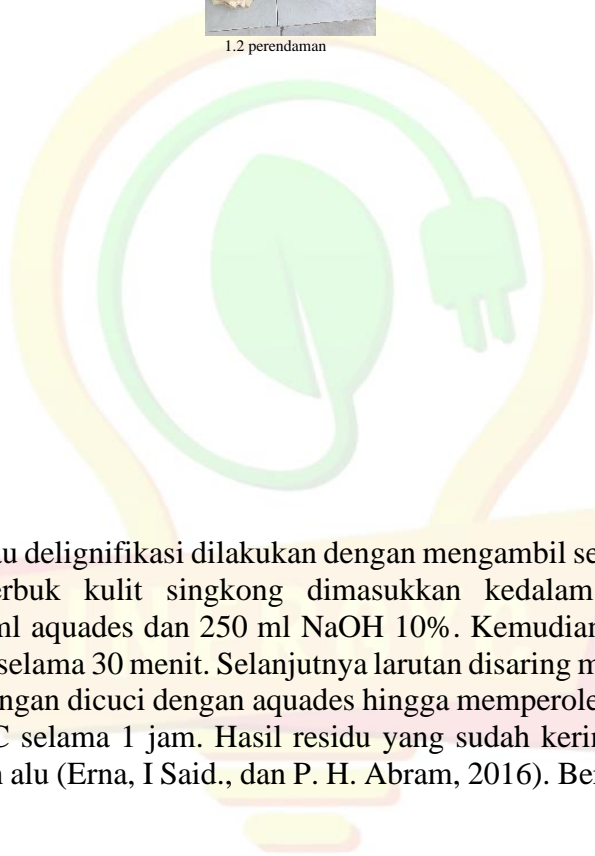 1.2 perendaman
u delignifikasi dilakukan dengan mengambil se
erbuk kulit singkong dimasukkan kedalam
ml aquades dan 250 ml NaOH 10%. Kemudian
selama 30 menit. Selanjutnya larutan disaring m
ngan dicuci dengan aquades hingga memperole
C selama 1 jam. Hasil residu yang sudah kerin
n alu (Erna, I Said., dan P. H. Abram, 2016). Be